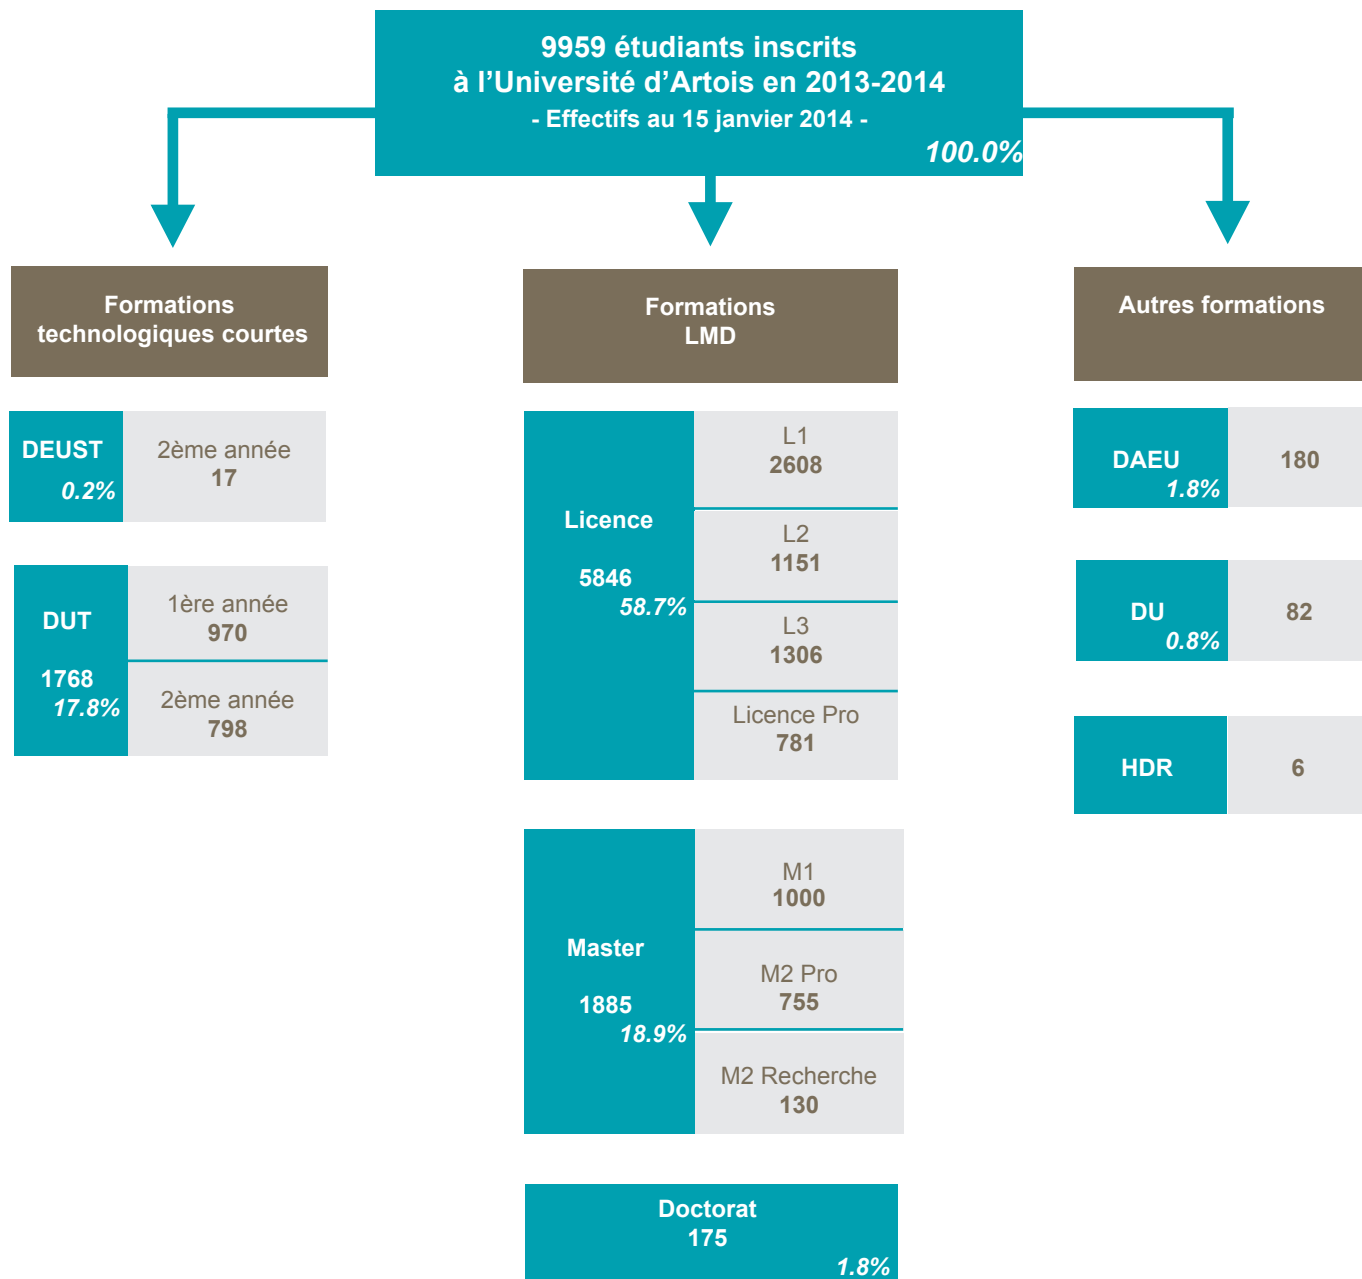 9959 étudiants inscrits
à l’Université d’Artois en 2013-2014
- Effectifs au 15 janvier 2014 -
100.0%
Formations
technologiques courtes
DEUST
0.2%
2ème année
17
DUT
1768
17.8%
1ère année
970
2ème année
798
Formations
LMD
Licence
5846
58.7%
L1
2608
L2
1151
L3
1306
Licence Pro
781
Master
1885
18.9%
M1
1000
M2 Pro
755
M2 Recherche
130
Doctorat
175
1.8%
Autres formations
DAEU
1.8%
180
DU
0.8%
82
HDR
6